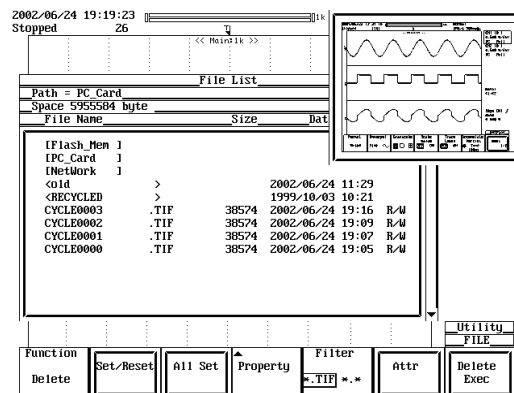 2002/06/24 19:19:23
1k
Stopped 26
<< Main:1k >>
File List
Path = PC_Card
Space 5955584 byte
File Name Size Dat
[Flash_Mem ]
[PC_Card ]
[NetWork ]
<old > 2002/06/24 11:29
<RECYCLED > 1999/10/03 10:21
CYCLE0003 .TIF 38574 2002/06/24 19:16 R/W
CYCLE0002 .TIF 38574 2002/06/24 19:09 R/W
CYCLE0001 .TIF 38574 2002/06/24 19:07 R/W
CYCLE0000 .TIF 38574 2002/06/24 19:05 R/W
Utility
FILE
Function
Delete
Set/Reset
All Set
Property
Filter
*.TIF *.*
Attr
Delete
Exec